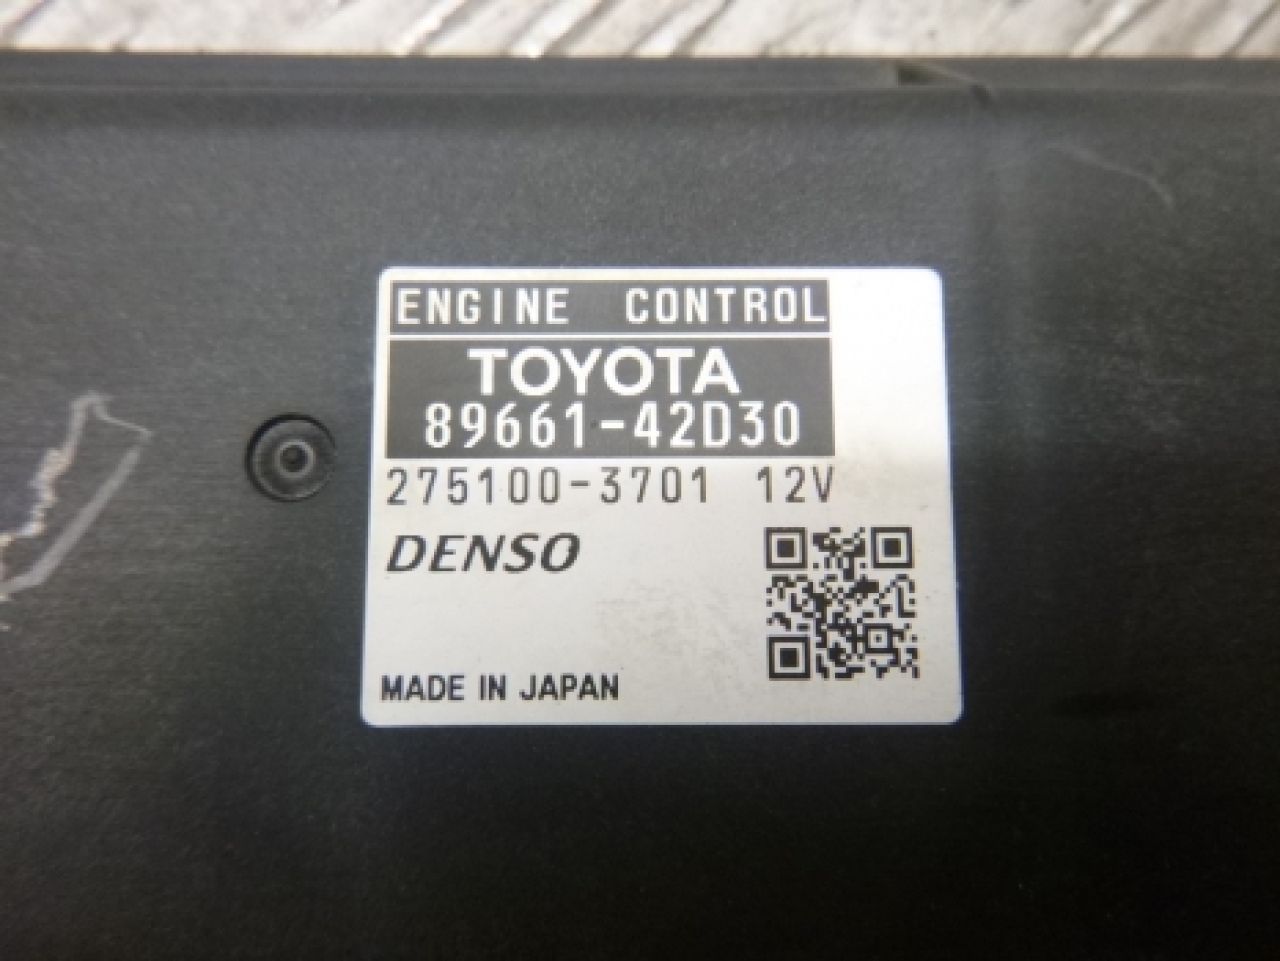 ENGINE CONTROL
TOYOTA
89661-42D30
275100-3701 12V
DENSO
MADE IN JAPAN